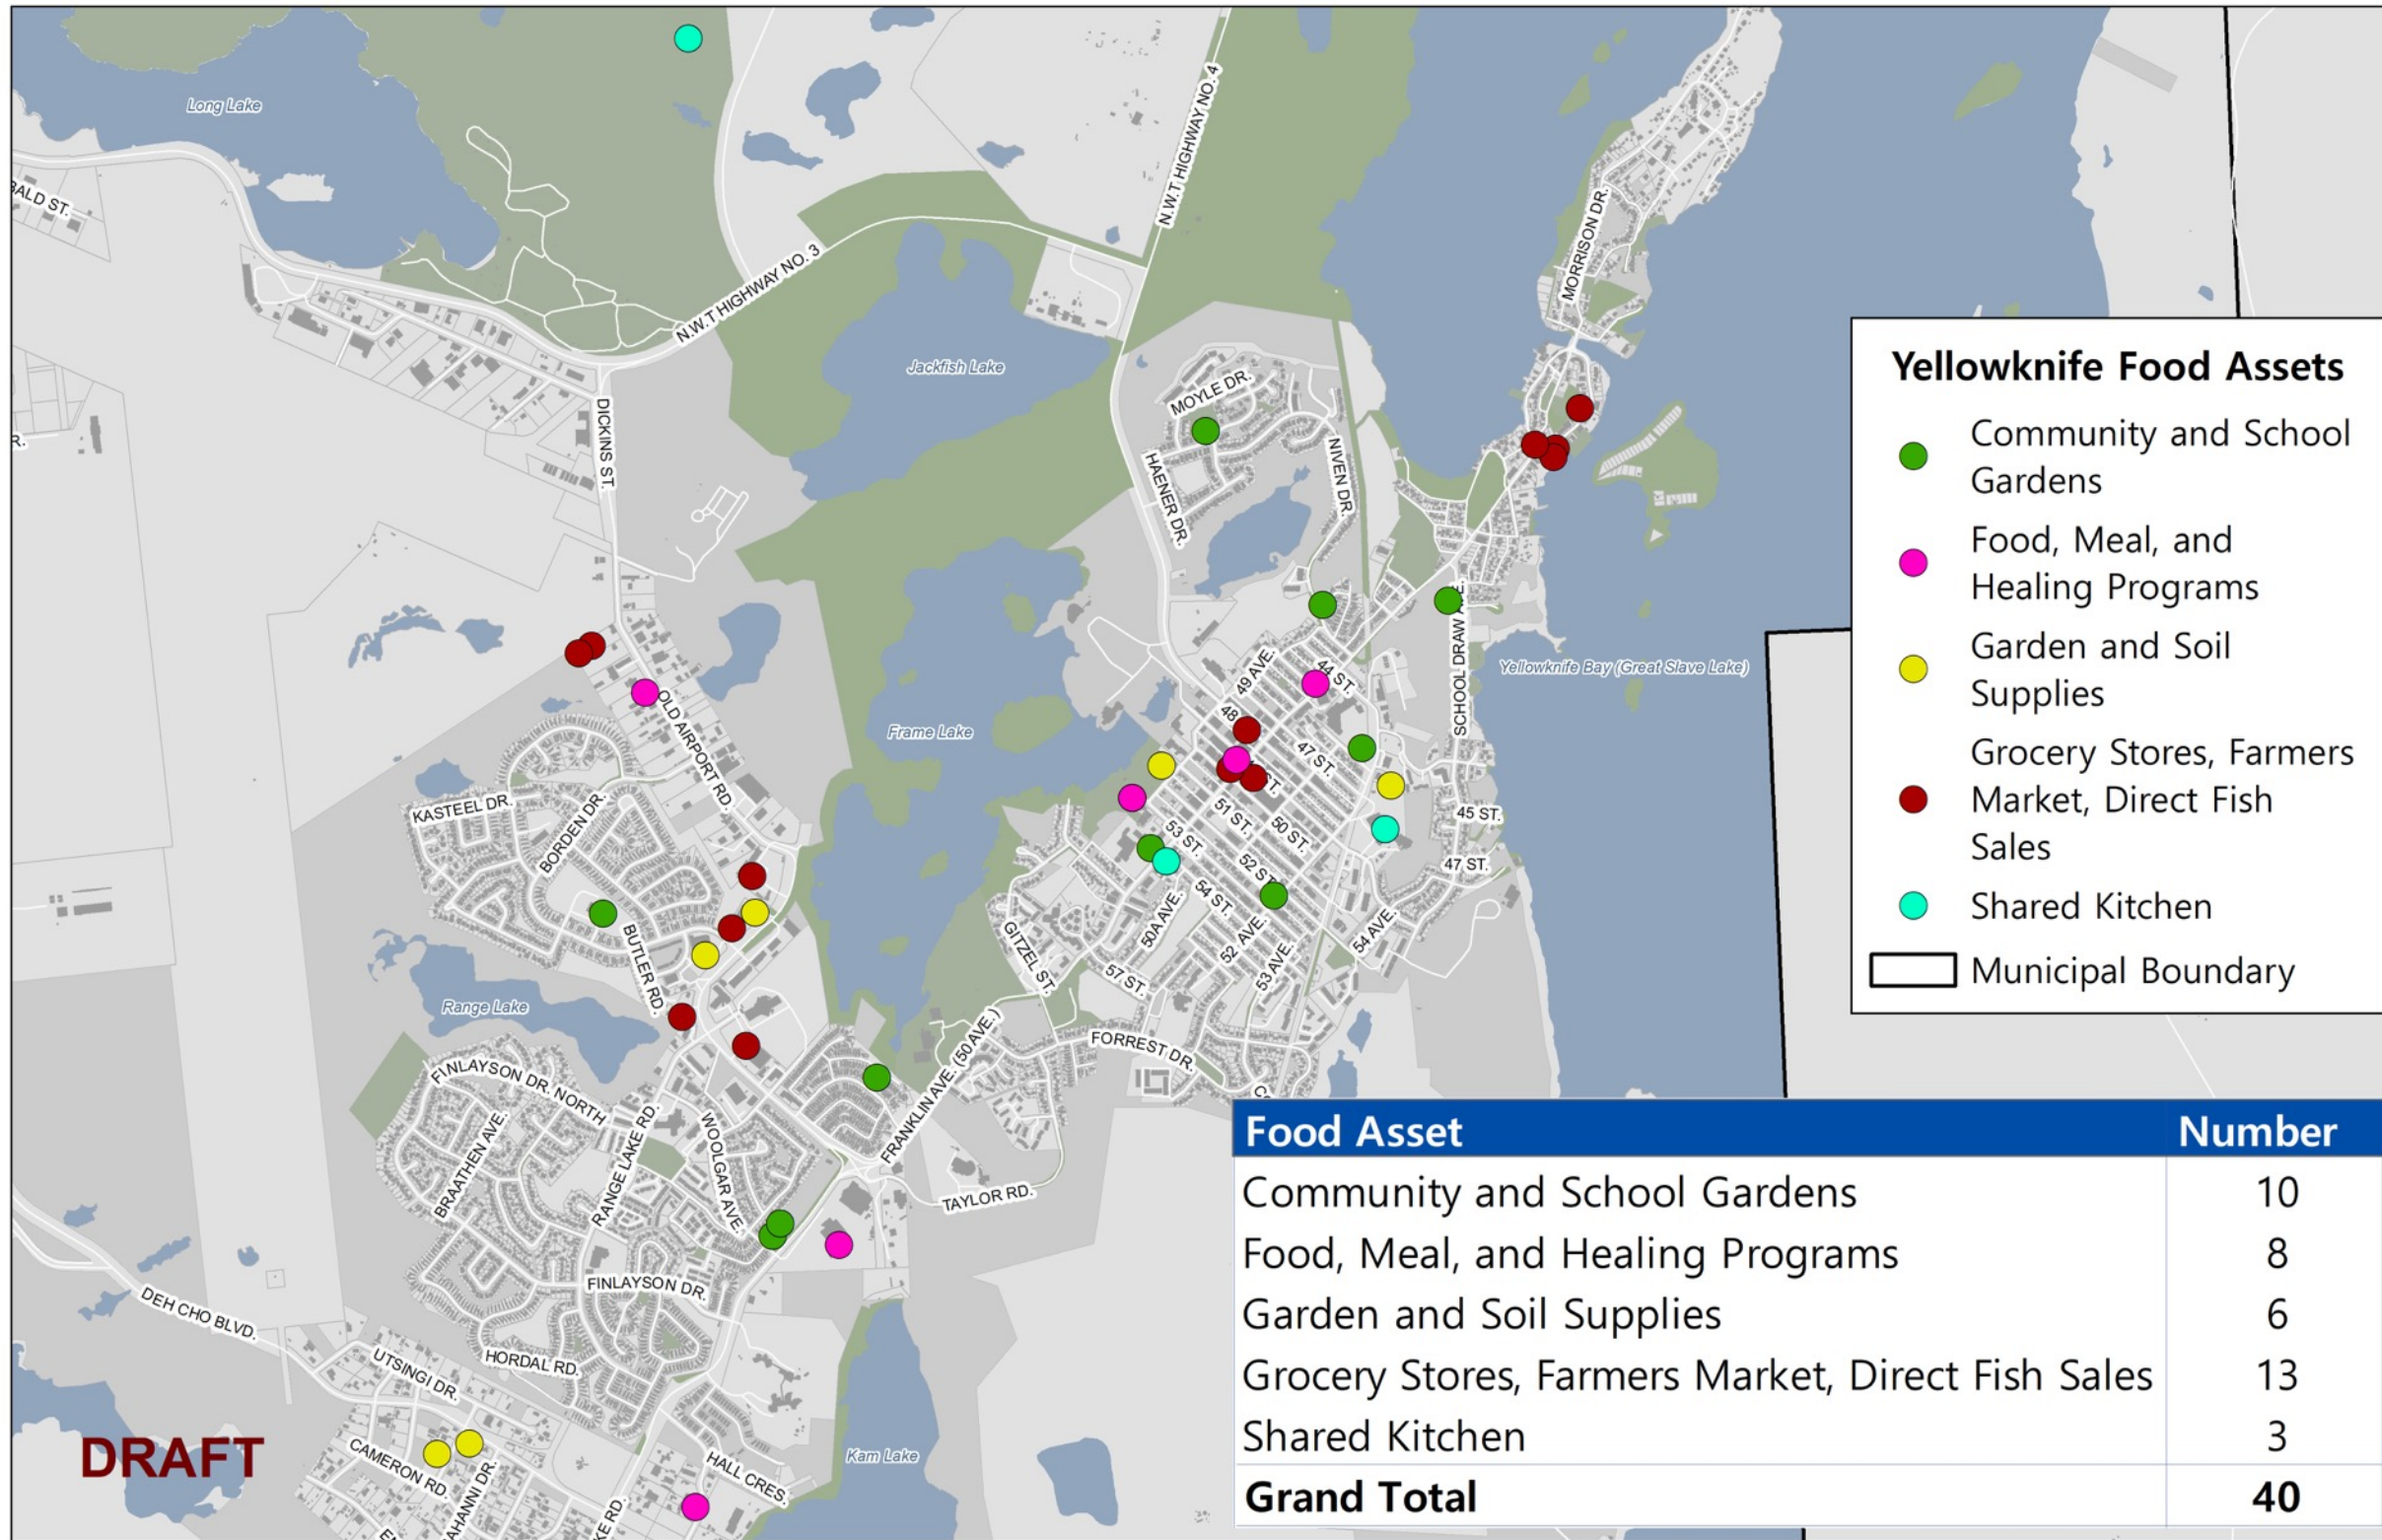 Long Lake
BALD ST.
R.
N.W.T HIGHWAY NO. 4
N.W.T HIGHWAY NO. 3
MORRISON DR.
Jackfish Lake
DICKINS ST.
MOYLE DR.
HAENER DR.
NIVEN DR.
SCHOOL DRAW AVE.
Yellowknife Bay (Great Slave Lake)
49 AVE.
44 ST.
48
47 ST.
ST.
OLD AIRPORT RD.
Frame Lake
KASTEEL DR.
BORDEN DR.
51 ST.
50 ST.
53 ST.
52 ST.
54 ST.
45 ST.
47 ST.
50A AVE.
52 AVE.
53 AVE.
54 AVE.
GITZEL ST.
57 ST.
BUTLER RD.
Range Lake
FORREST DR.
FRANKLIN AVE. (50 AVE.)
FINLAYSON DR. NORTH
BRAATHEN AVE.
RANGE LAKE RD.
WOOLGAR AVE.
TAYLOR RD.
FINLAYSON DR.
DEH CHO BLVD.
UTSINGI DR.
HORDAL RD.
CAMERON RD.
AHANNI DR.
HALL CRES.
KE RD.
Kam Lake
DRAFT
Yellowknife Food Assets
Community and School
Gardens
Food, Meal, and
Healing Programs
Garden and Soil
Supplies
Grocery Stores, Farmers
Market, Direct Fish
Sales
Shared Kitchen
Municipal Boundary
Food Asset Number
Community and School Gardens 10
Food, Meal, and Healing Programs 8
Garden and Soil Supplies 6
Grocery Stores, Farmers Market, Direct Fish Sales 13
Shared Kitchen 3
Grand Total 40